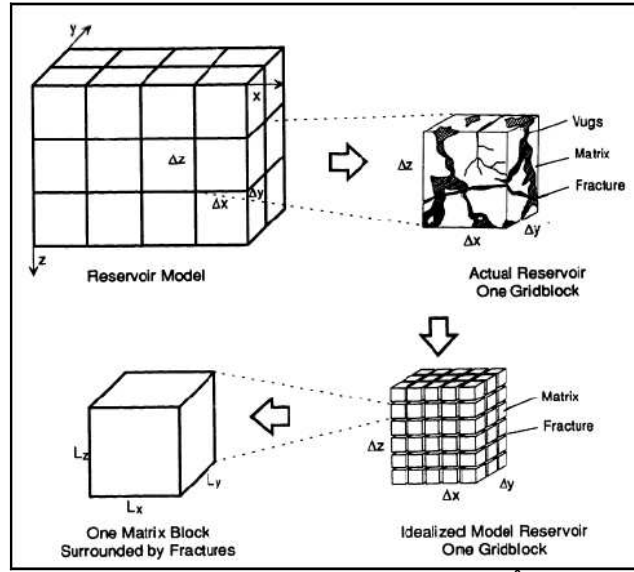 y
x
Δz
Δy
Δx
z
Reservoir Model
Vugs
Matrix
Fracture
Δz
Δx
Δy
Actual Reservoir
One Gridblock
Matrix
Fracture
Δz
Δy
Δx
Idealized Model Reservoir
One Gridblock
Lz
Ly
Lx
One Matrix Block
Surrounded by Fractures